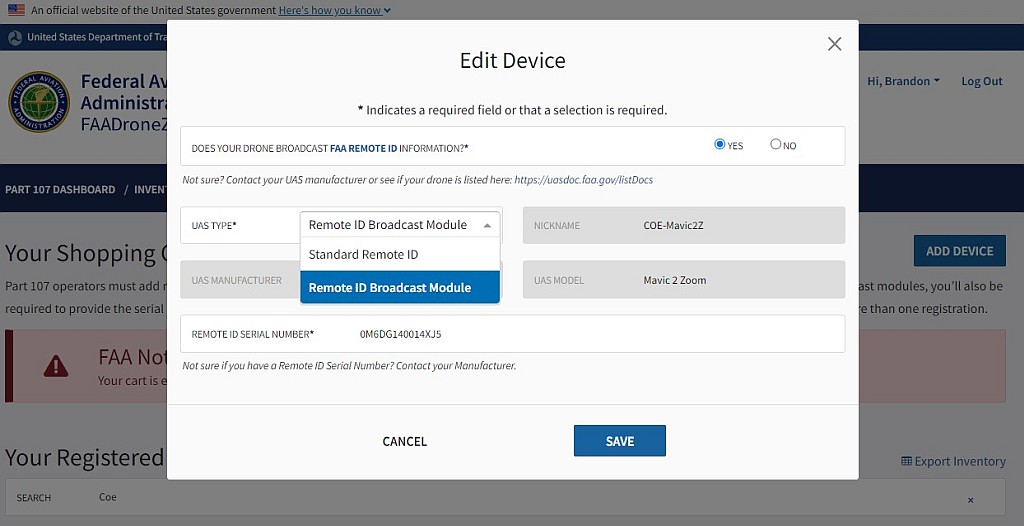 An official website of the United States government Here's how you know
United States Department of Tra
Federal Av
Administra
FAADroneZ
Hi, Brandon
Log Out
PART 107 DASHBOARD / INVEN
Your Shopping C
ADD DEVICE
Part 107 operators must add r
ast modules, you'll also be
required to provide the serial
re than one registration.
FAA Not
Your cart is e
Your Registered
Export Inventory
SEARCH Coe ×
Edit Device
* Indicates a required field or that a selection is required.
DOES YOUR DRONE BROADCAST FAA REMOTE ID INFORMATION?* YES NO
Not sure? Contact your UAS manufacturer or see if your drone is listed here: https://uasdoc.faa.gov/listDocs
UAS TYPE* Remote ID Broadcast Module
Standard Remote ID
Remote ID Broadcast Module
NICKNAME COE-Mavic2Z
UAS MANUFACTURER
UAS MODEL Mavic 2 Zoom
REMOTE ID SERIAL NUMBER* 0M6DG140014XJ5
Not sure if you have a Remote ID Serial Number? Contact your Manufacturer.
CANCEL
SAVE